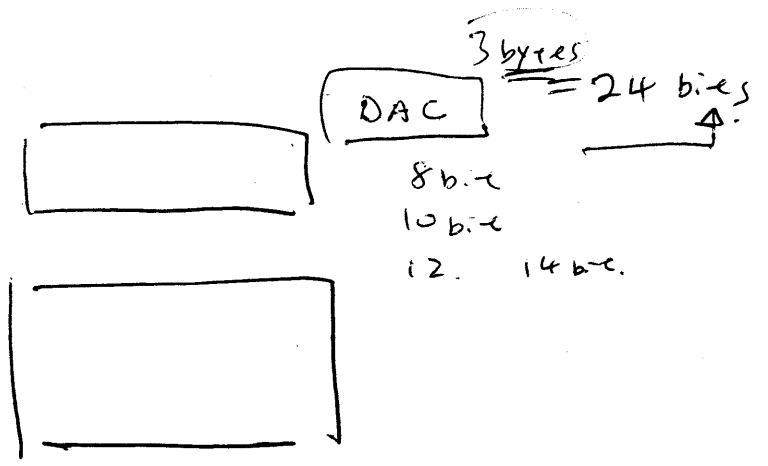 3 bytes
= 24 bits
DAC
8 bit
10 bit
12. 14 bit.